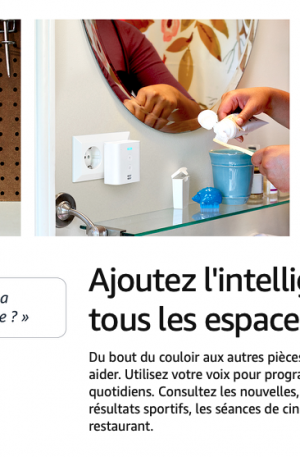 a
e ? »
Ajoutez l'intellig
tous les espace
Du bout du couloir aux autres pièces
aider. Utilisez votre voix pour progra
quotidiens. Consultez les nouvelles,
résultats sportifs, les séances de cin
restaurant.